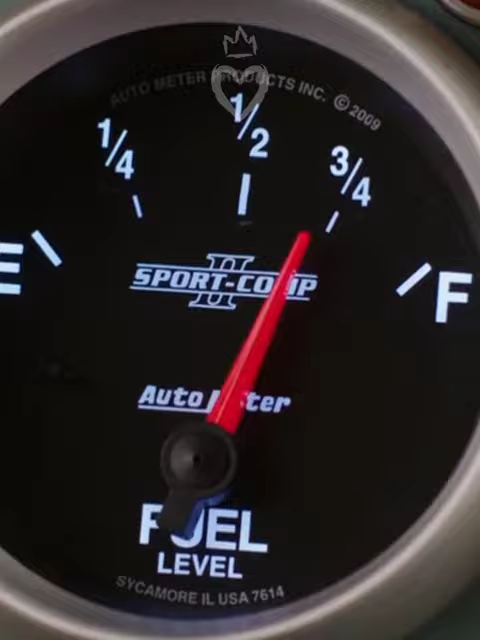 AUTO METER PRODUCTS INC. © 2009
1/4
1/2
3/4
E
F
II
SPORT-COMP
Auto Meter
FUEL
LEVEL
SYCAMORE IL USA 7614